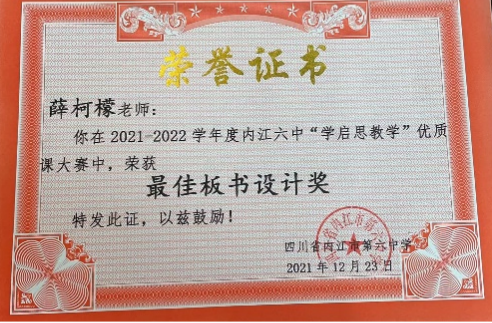 荣誉证书
薛柯檬老师：
你在2021-2022学年度内江六中“学启思教学”优质
课大赛中，荣获
最佳板书设计奖
特发此证，以兹鼓励！
四川省内江市第六中学
2021年12月23日